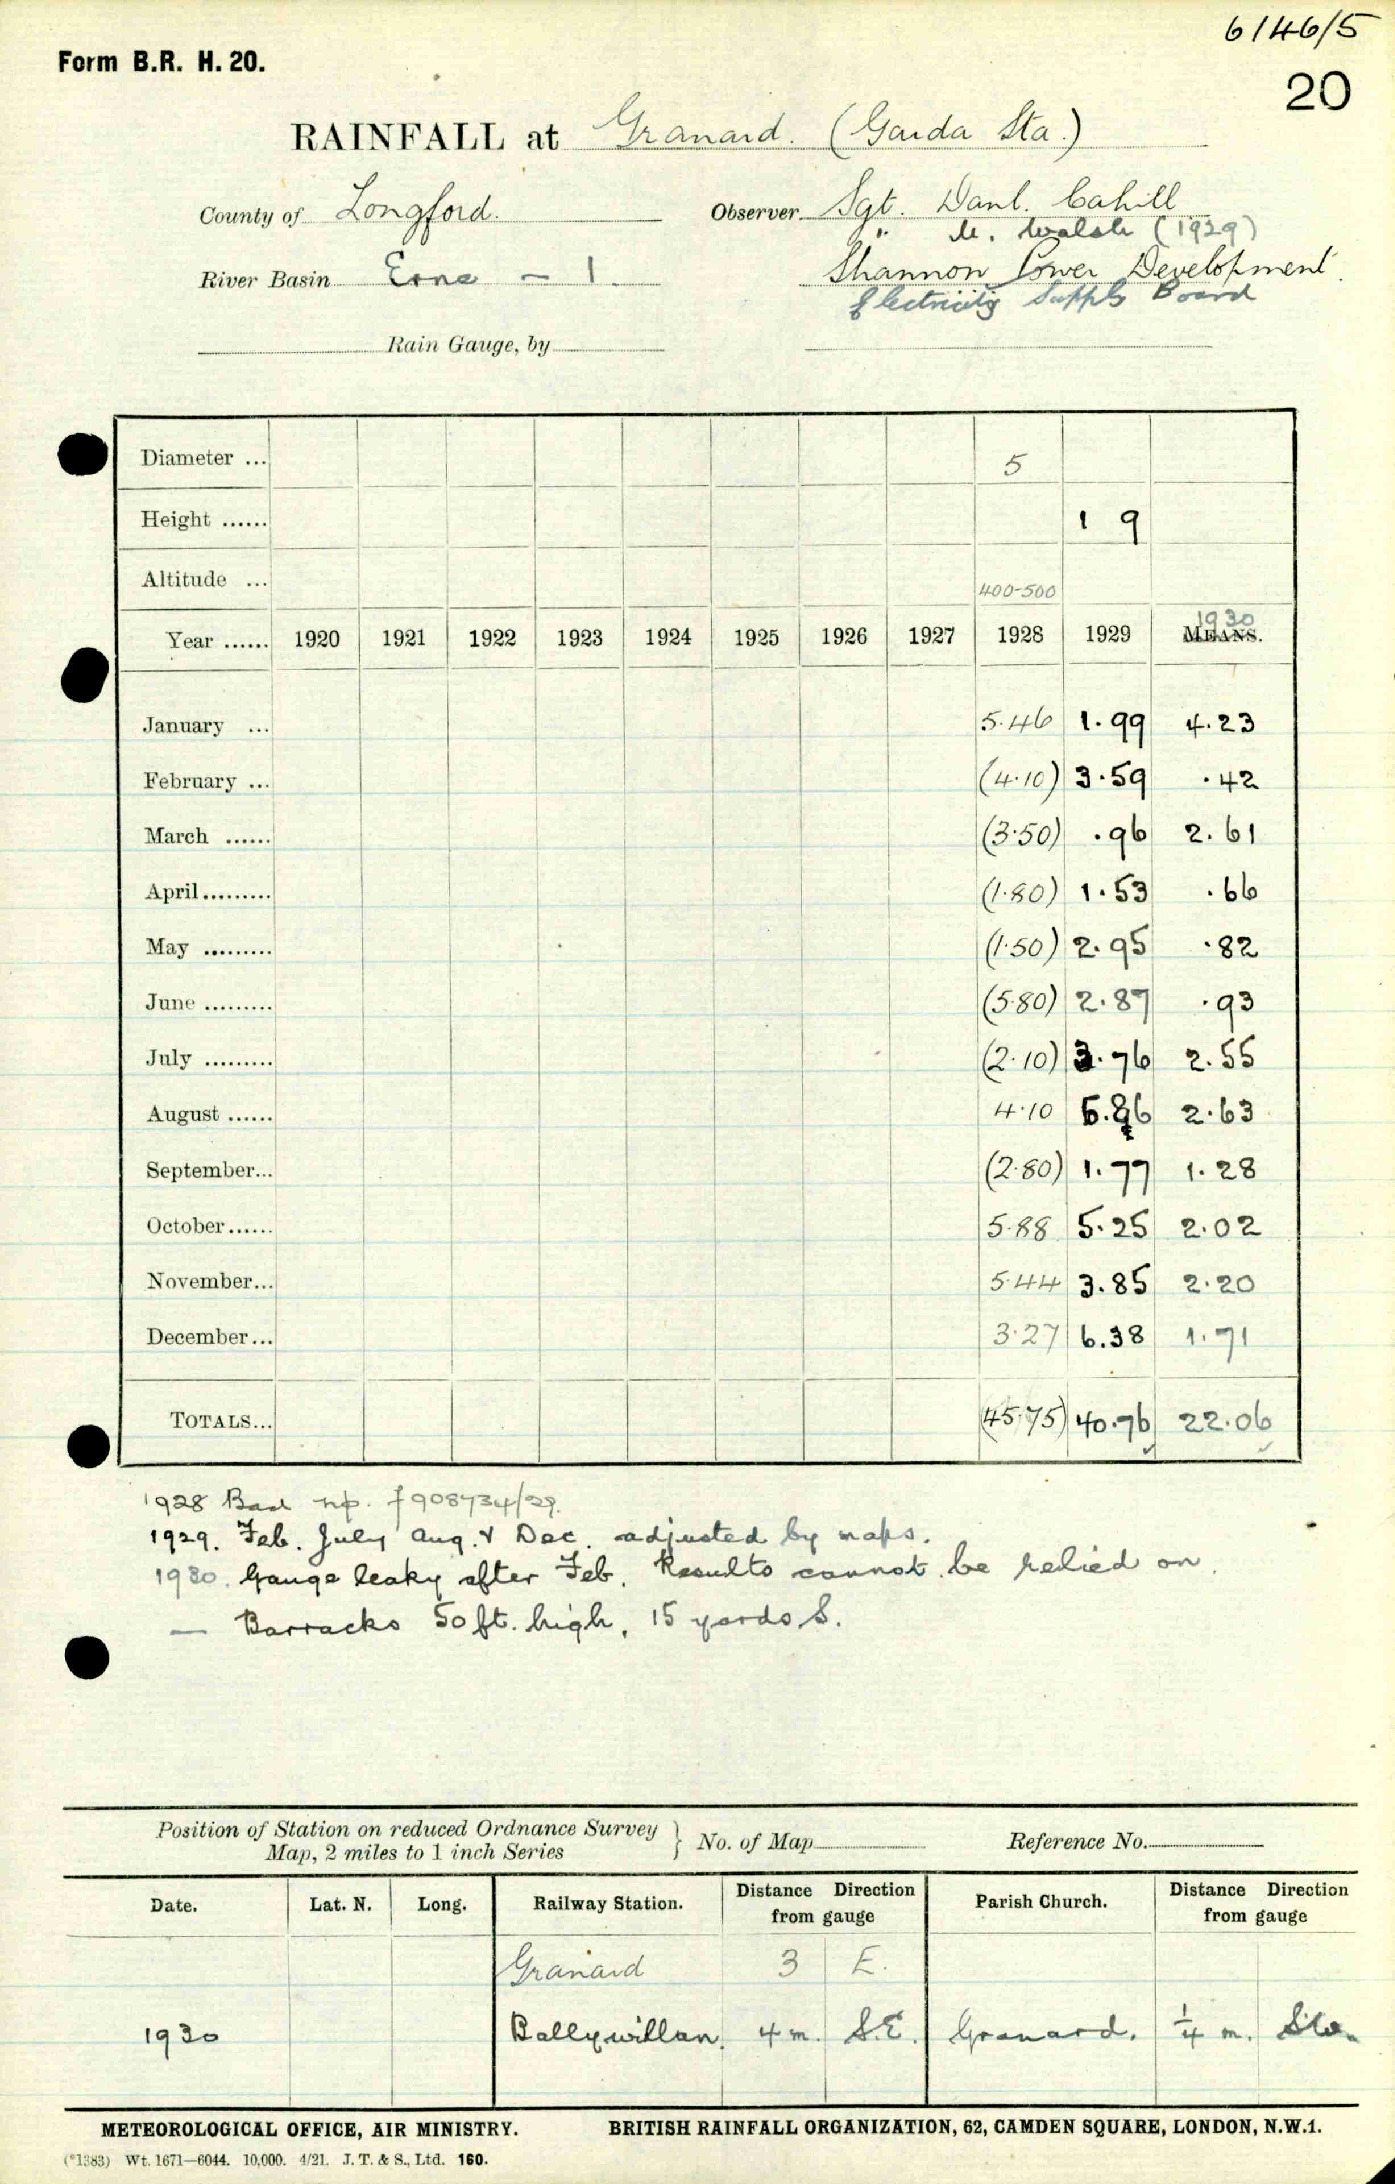 6146/5
Form B.R. H. 20.
20
RAINFALL at Granard. (Garda Sta.)
County of Longford. Observer Sgt. Danl. Cahill
" M. Walsh (1929)
River Basin Erne - 1. Shannon Power Development.
Electricity Supply Board
Rain Gauge, by
Diameter ... 5
Height ...... 1 9
Altitude ... 400-500
1930
Year ...... 1920 1921 1922 1923 1924 1925 1926 1927 1928 1929 MEANS.
January ... 5.46 1.99 4.23
February ... (4.10) 3.59 .42
March ...... (3.50) .96 2.61
April......... (1.80) 1.53 .66
May ......... (1.50) 2.95 .82
June ......... (5.80) 2.87 .93
July ......... (2.10) 3.76 2.55
August ...... 4.10 5.86 2.63
September... (2.80) 1.77 1.28
October...... 5.88 5.25 2.02
November... 5.44 3.85 2.20
December... 3.27 6.38 1.71
TOTALS... (45.75) 40.76 22.06
1928 Bad np. f908734/29.
1929. Feb. July Aug. & Dec. adjusted by maps.
1930. Gauge leaky after Feb. Results cannot be relied on.
— Barracks 50 ft. high, 15 yards S.
Position of Station on reduced Ordnance Survey
Map, 2 miles to 1 inch Series } No. of Map Reference No.
Date. Lat. N. Long. Railway Station. Distance Direction from gauge Parish Church. Distance Direction from gauge
Granard 3 E.
1930 Ballywillan. 4 m. S.E. Granard. ¼ m.
METEOROLOGICAL OFFICE, AIR MINISTRY. BRITISH RAINFALL ORGANIZATION, 62, CAMDEN SQUARE, LONDON, N.W.1.
(*1383) Wt. 1671—6044. 10,000. 4/21. J. T. & S., Ltd. 160.